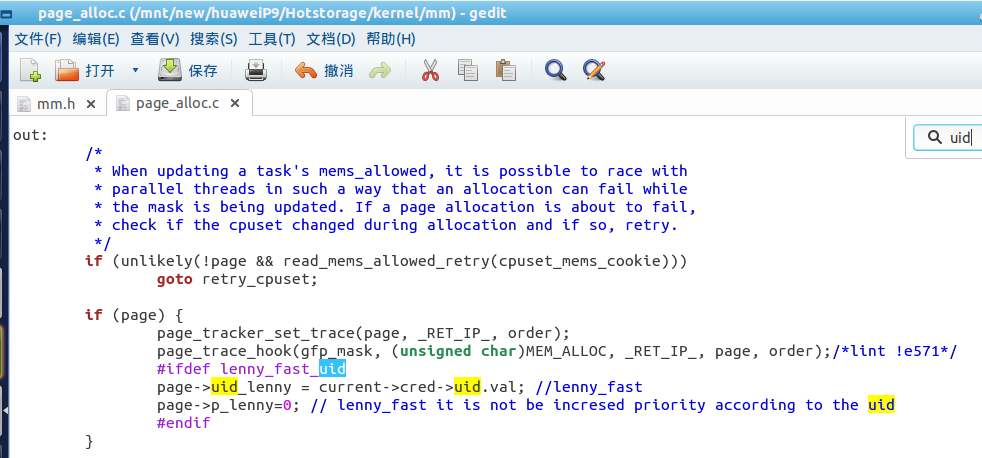 page_alloc.c (/mnt/new/huaweiP9/Hotstorage/kernel/mm) - gedit
文件(F) 编辑(E) 查看(V) 搜索(S) 工具(T) 文档(D) 帮助(H)
打开 保存 撤消
mm.h × page_alloc.c ×
uid
out:
/*
* When updating a task's mems_allowed, it is possible to race with
* parallel threads in such a way that an allocation can fail while
* the mask is being updated. If a page allocation is about to fail,
* check if the cpuset changed during allocation and if so, retry.
*/
if (unlikely(!page && read_mems_allowed_retry(cpuset_mems_cookie)))
goto retry_cpuset;
if (page) {
page_tracker_set_trace(page, _RET_IP_, order);
page_trace_hook(gfp_mask, (unsigned char)MEM_ALLOC, _RET_IP_, page, order);/*lint !e571*/
#ifdef lenny_fast_uid
page->uid_lenny = current->cred->uid.val; //lenny_fast
page->p_lenny=0; // lenny_fast it is not be incresed priority according to the uid
#endif
}